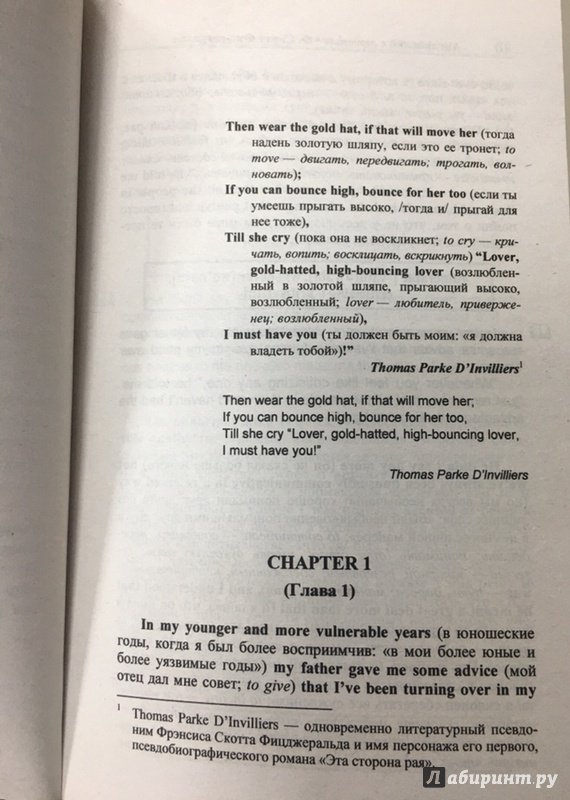 Then wear the gold hat, if that will move her (тогда
надень золотую шляпу, если это ее тронет; to
move — двигать, передвигать; трогать, вол-
новать);
If you can bounce high, bounce for her too (если ты
умеешь прыгать высоко, /тогда и/ прыгай для
нее тоже),
Till she cry (пока она не воскликнет; to cry — кри-
чать, вопить; восклицать, вскрикнуть) “Lover,
gold-hatted, high-bouncing lover (возлюблен-
ный в золотой шляпе, прыгающий высоко,
возлюбленный; lover — любитель, привержe-
нец; возлюбленный),
I must have you (ты должен быть моим: «я должна
владеть тобой»)!”
Thomas Parke D’Invilliers¹
Then wear the gold hat, if that will move her;
If you can bounce high, bounce for her too,
Till she cry “Lover, gold-hatted, high-bouncing lover,
I must have you!”
Thomas Parke D’Invilliers
CHAPTER 1
(Глава 1)
In my younger and more vulnerable years (в юношеские
годы, когда я был более восприимчив: «в мои более юные и
более уязвимые годы») my father gave me some advice (мой
отец дал мне совет; to give) that I’ve been turning over in my
¹ Thomas Parke D’Invilliers — одновременно литературный псевдо-
ним Фрэнсиса Скотта Фицджеральда и имя персонажа его первого,
псевдобиографического романа «Эта сторона рая».
Лабиринт.ру